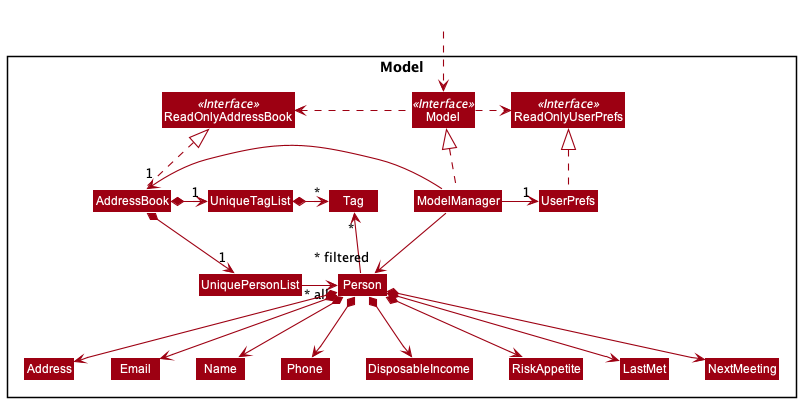 Model
«Interface»
ReadOnlyAddressBook
«Interface»
Model
«Interface»
ReadOnlyUserPrefs
1
AddressBook
1
UniqueTagList
*
Tag
ModelManager
1
UserPrefs
*
1
* filtered
UniquePersonList
* all
Person
Address
Email
Name
Phone
DisposableIncome
RiskAppetite
LastMet
NextMeeting